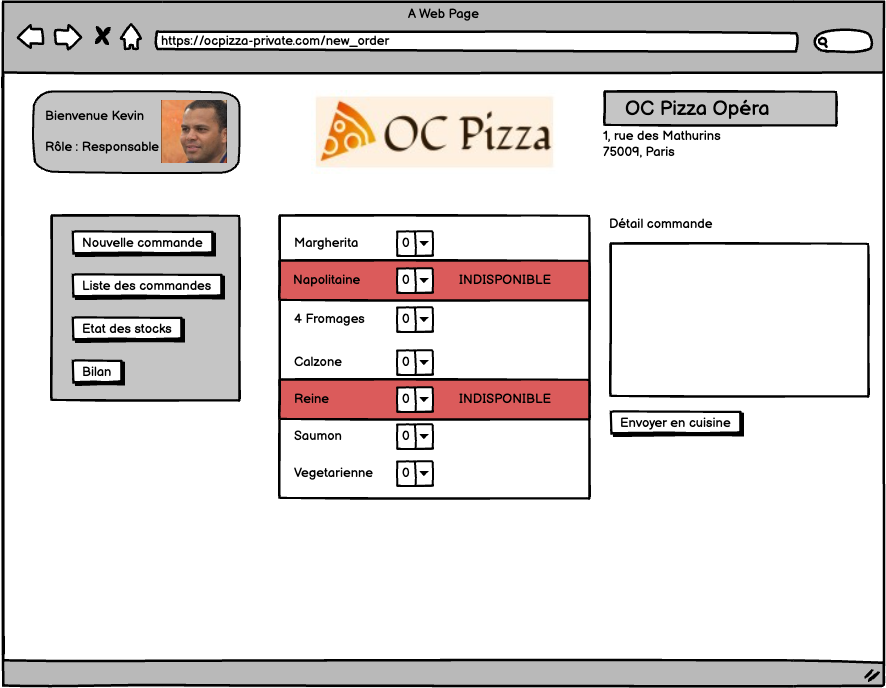 A Web Page
https://ocpizza-private.com/new_order
Bienvenue Kevin
Rôle : Responsable
OC Pizza
OC Pizza Opéra
1, rue des Mathurins
75009, Paris
Nouvelle commande
Liste des commandes
Etat des stocks
Bilan
Margherita 0
Napolitaine 0 INDISPONIBLE
4 Fromages 0
Calzone 0
Reine 0 INDISPONIBLE
Saumon 0
Vegetarienne 0
Détail commande
Envoyer en cuisine